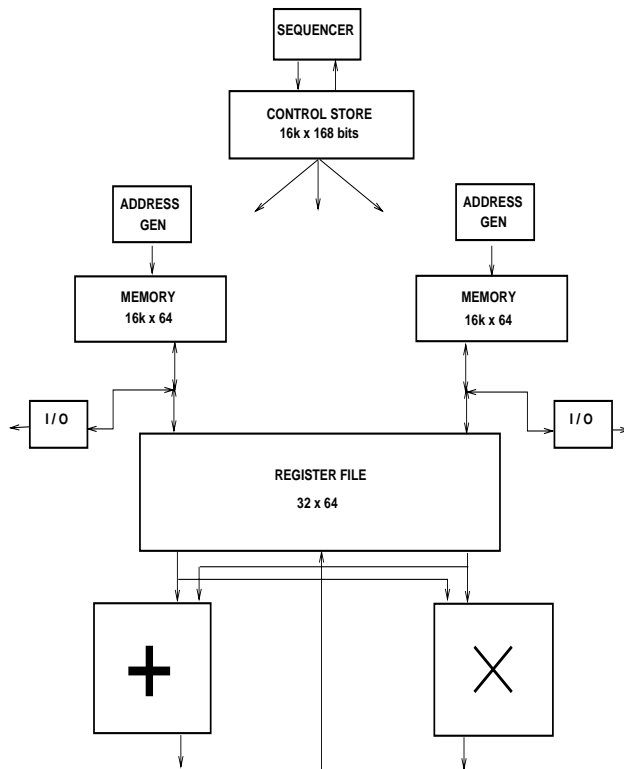 SEQUENCER
CONTROL STORE
16k x 168 bits
ADDRESS
GEN
ADDRESS
GEN
MEMORY
16k x 64
MEMORY
16k x 64
I / O
I / O
REGISTER FILE
32 x 64
+
X